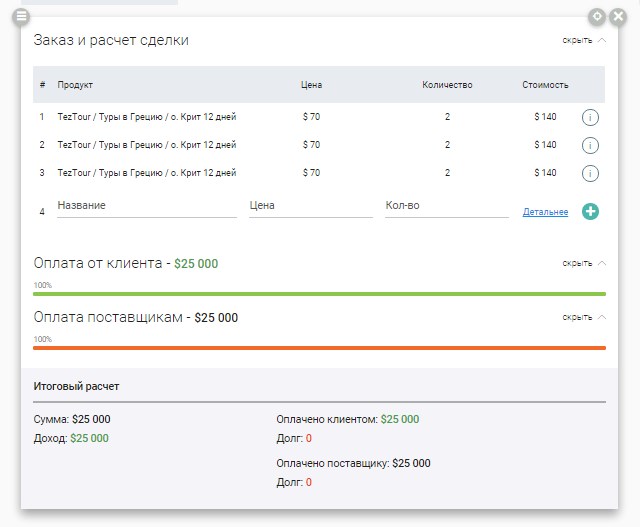 Заказ и расчет сделки скрыть
# Продукт Цена Количество Стоимость
1 TezTour / Туры в Грецию / о. Крит 12 дней $ 70 2 $ 140 i
2 TezTour / Туры в Грецию / о. Крит 12 дней $ 70 2 $ 140 i
3 TezTour / Туры в Грецию / о. Крит 12 дней $ 70 2 $ 140 i
4 Название Цена Кол-во Детальнее
Оплата от клиента - $25 000 скрыть
100%
Оплата поставщикам - $25 000 скрыть
100%
Итоговый расчет
Сумма: $25 000 Оплачено клиентом: $25 000
Доход: $25 000 Долг: 0
Оплачено поставщику: $25 000
Долг: 0